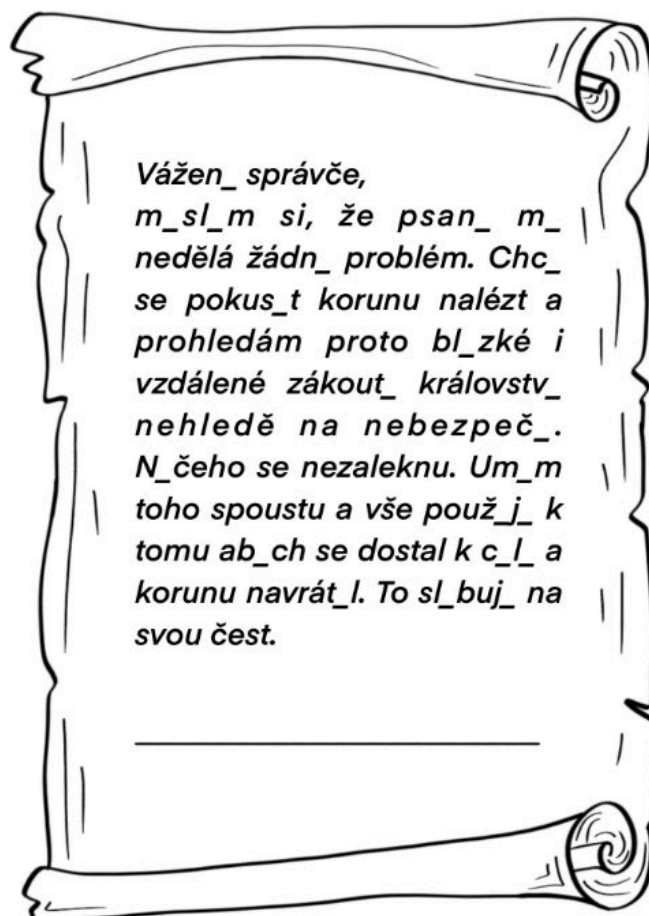 Vážen_ správče,
m_sl_m si, že psan_ m_
nedělá žádn_ problém. Chc_
se pokus_t korunu nalézt a
prohledám proto bl_zké i
vzdálené zákout_ královstv_
nehledě na nebezpeč_.
N_čeho se nezaleknu. Um_m
toho spoustu a vše použ_j_ k
tomu ab_ch se dostal k c_l_ a
korunu navrát_l. To sl_buj_ na
svou čest.